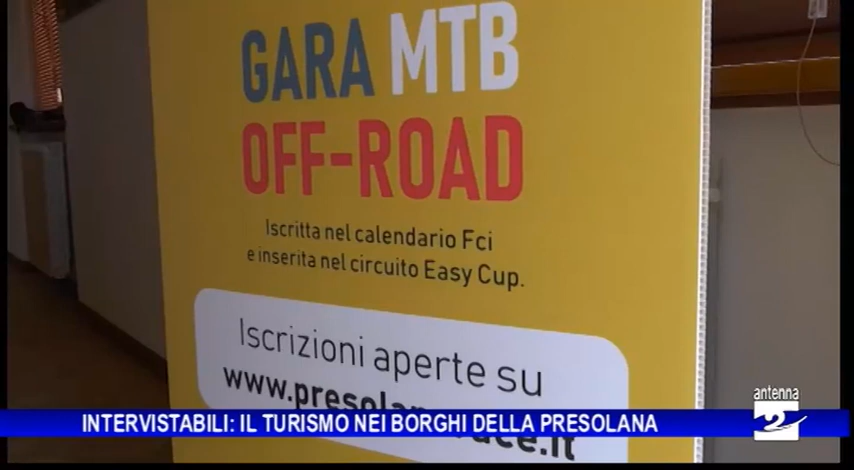 GARA MTB
OFF-ROAD
Iscritta nel calendario Fci
e inserita nel circuito Easy Cup.
Iscrizioni aperte su
antenna
2
INTERVISTABILI: IL TURISMO NEI BORGHI DELLA PRESOLANA